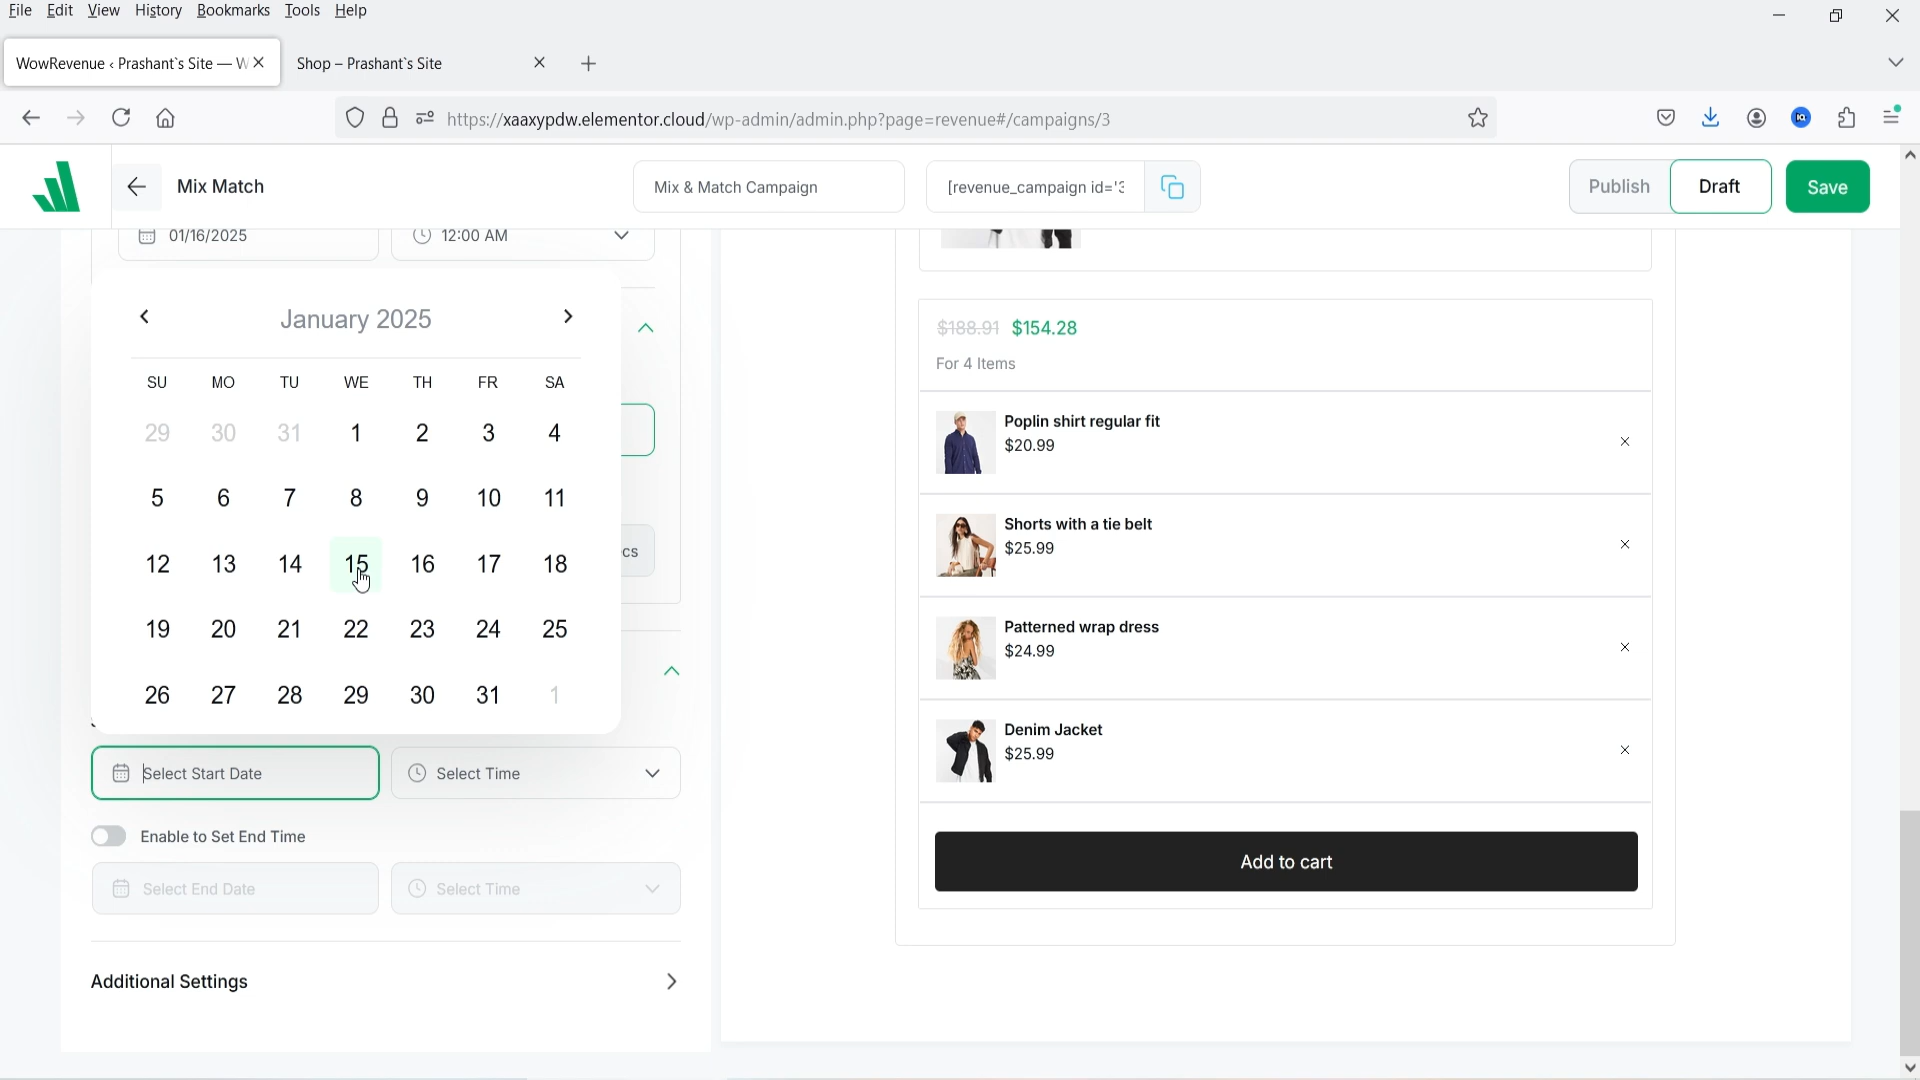 File Edit View History Bookmarks Tools Help
WowRevenue ‹ Prashant`s Site — W
Shop – Prashant`s Site
https://xaaxypdw.elementor.cloud/wp-admin/admin.php?page=revenue#/campaigns/3
Mix Match
Mix & Match Campaign
[revenue_campaign id='3
Publish
Draft
Save
01/16/2025
12:00 AM
January 2025
SU MO TU WE TH FR SA
29 30 31 1 2 3 4
5 6 7 8 9 10 11
12 13 14 15 16 17 18
19 20 21 22 23 24 25
26 27 28 29 30 31 1
cs
Select Start Date
Select Time
Enable to Set End Time
Select End Date
Select Time
Additional Settings
$188.91 $154.28
For 4 Items
Poplin shirt regular fit
$20.99
Shorts with a tie belt
$25.99
Patterned wrap dress
$24.99
Denim Jacket
$25.99
Add to cart